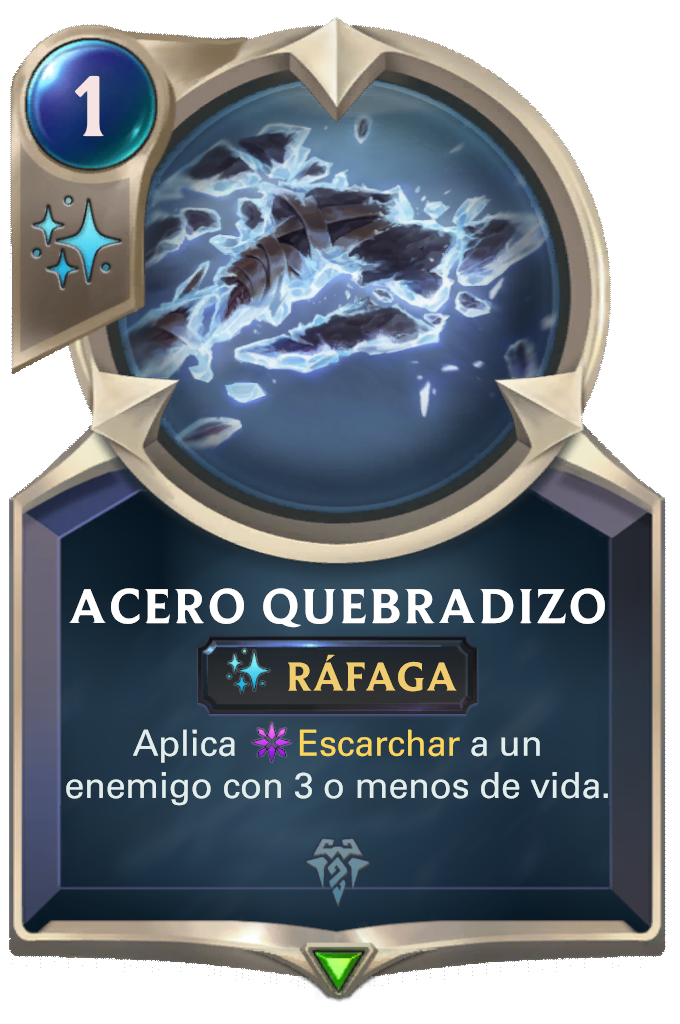 1
ACERO QUEBRADIZO
RÁFAGA
Aplica Escarchar a un
enemigo con 3 o menos de vida.